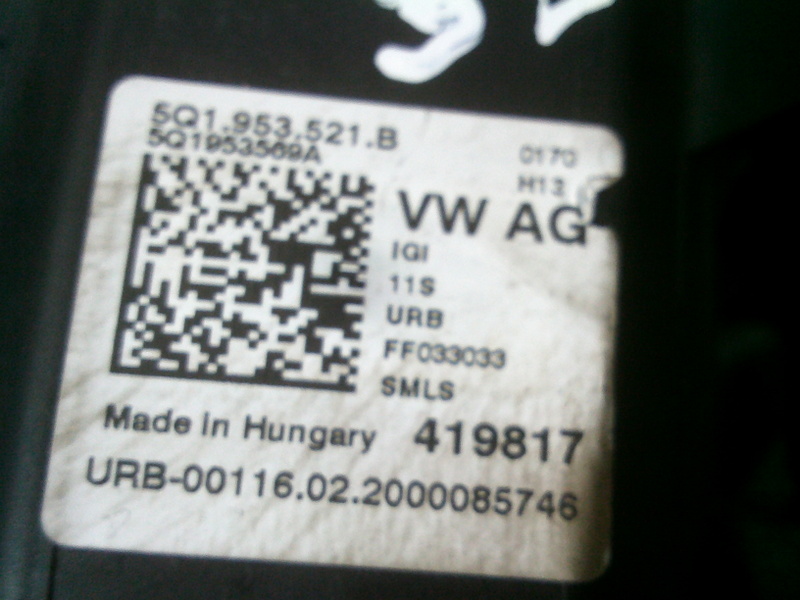 5Q1.953.521.B
5Q1953569A
0170
H13
VW AG
IGI
11S
URB
FF033033
SMLS
Made in Hungary 419817
URB-00116.02.2000085746